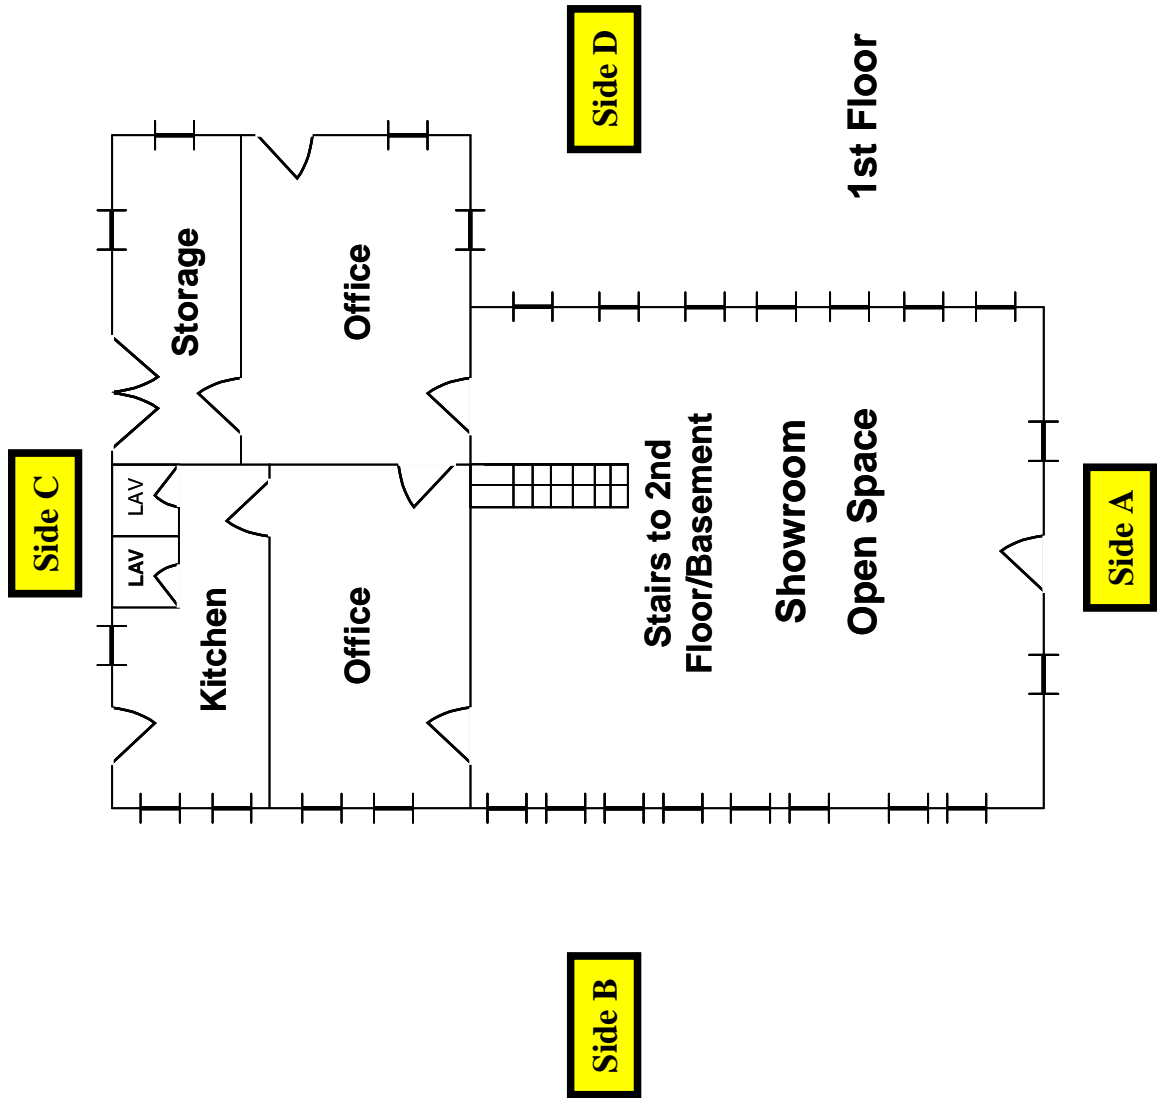 Side D
1st Floor
Storage
Office
Side C
LAV
LAV
Kitchen
Office
Stairs to 2nd
Floor/Basement
Showroom
Open Space
Side A
Side B